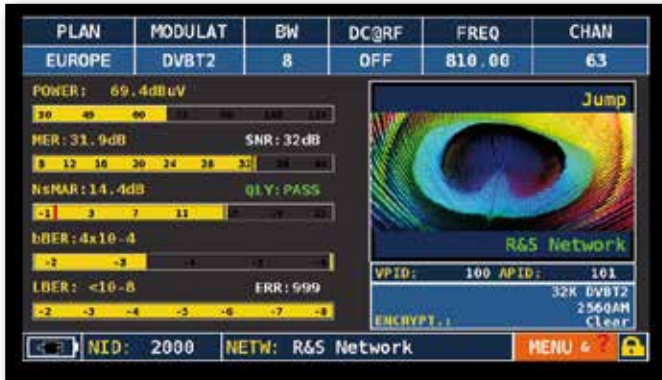 PLAN MODULAT BW DC@RF FREQ CHAN
EUROPE DVBT2 8 OFF 810.00 63
POWER: 69.4dBuV
30 45 60
MER:31.9dB SNR:32dB
8 12 16 20 24 28 32
NsMAR:14.4dB QLY:PASS
-1 3 7 11
bBER:4x10-4
-2 -3 -4
LBER: <10-8 ERR:999
-2 -3 -4 -5 -6 -7 -8
Jump
R&S Network
VPID: 100 APID: 101
32K DVBT2
256QAM
ENCRYPT.: Clear
NID: 2000 NETW: R&S Network MENU & ?